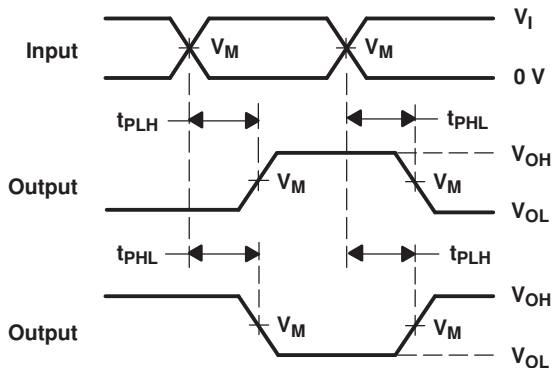 V_I
Input V_M V_M
0 V
t_PLH t_PHL
V_OH
Output V_M V_M
V_OL
t_PHL t_PLH
V_OH
Output V_M V_M
V_OL